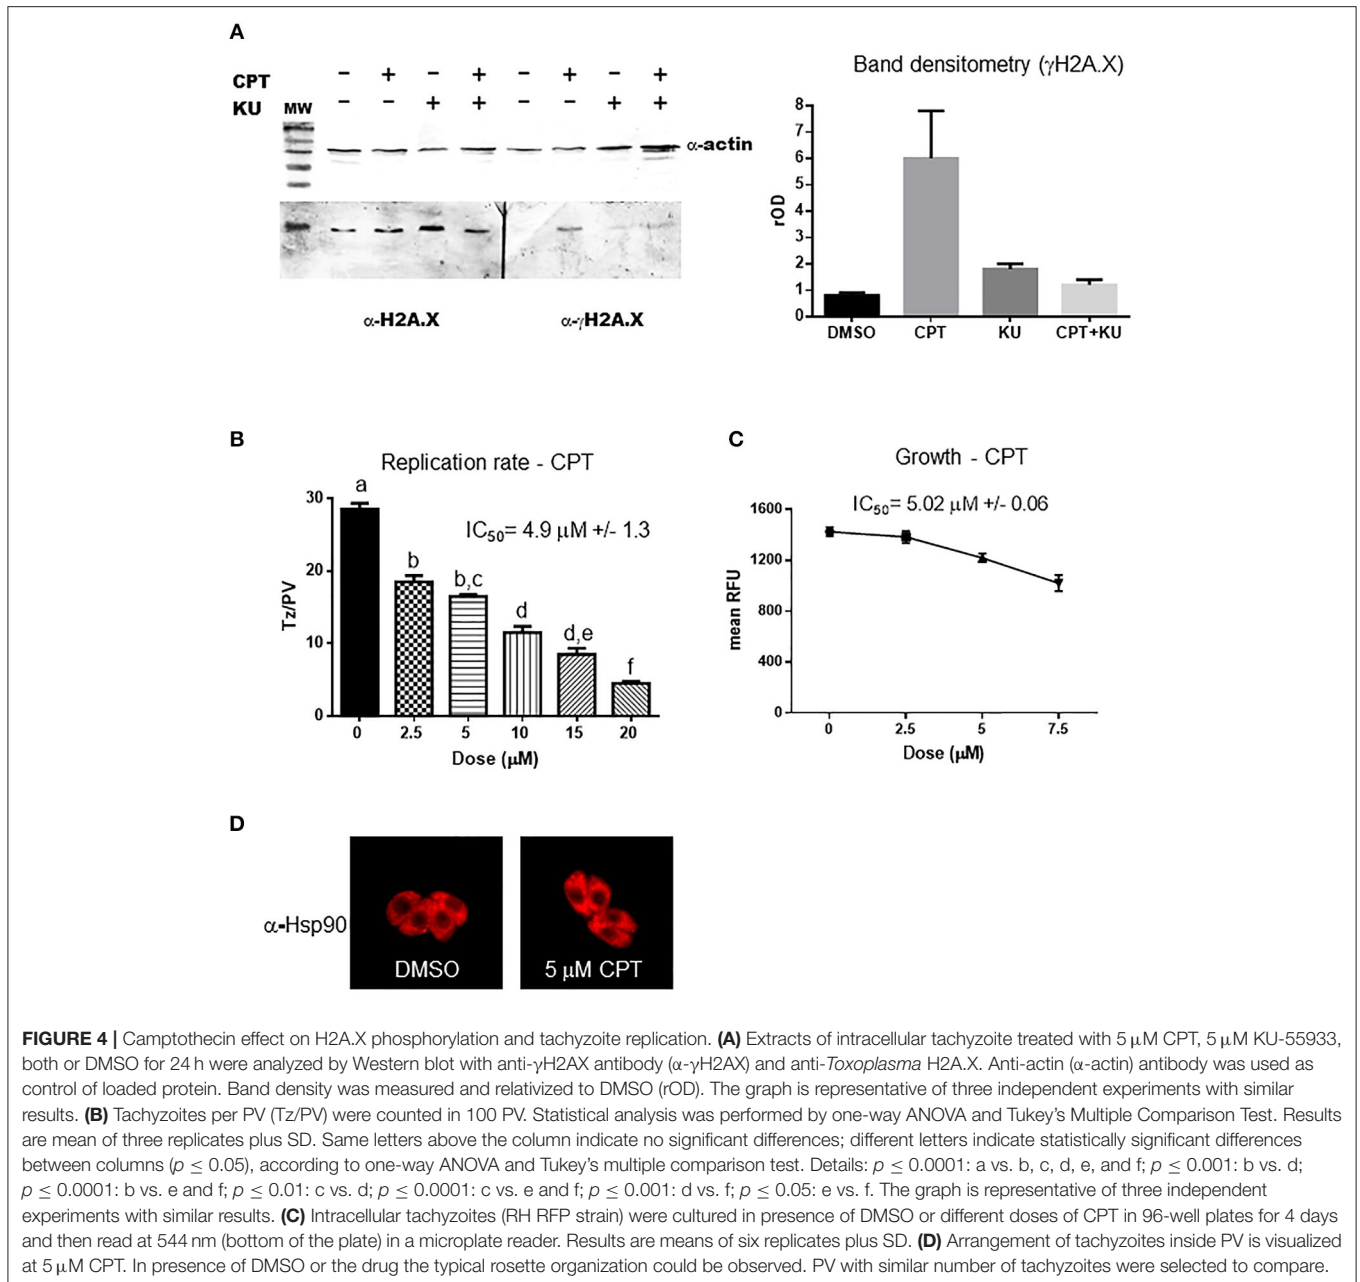 A
CPT − + − + − + − +
KU MW − − + + − − + +
α-actin
α-H2A.X α-γH2A.X
Band densitometry (γH2A.X)
rOD
8
7
6
5
4
3
2
1
0
DMSO CPT KU CPT+KU
B
Replication rate - CPT
IC50= 4.9 μM +/- 1.3
Tz/PV
30
20
10
0
a
b
b,c
d
d,e
f
0 2.5 5 10 15 20
Dose (μM)
C
Growth - CPT
IC50= 5.02 μM +/- 0.06
mean RFU
1600
1200
800
400
0
0 2.5 5 7.5
Dose (μM)
D
α-Hsp90
DMSO
5 μM CPT
FIGURE 4 | Camptothecin effect on H2A.X phosphorylation and tachyzoite replication. (A) Extracts of intracellular tachyzoite treated with 5 μM CPT, 5 μM KU-55933,
both or DMSO for 24 h were analyzed by Western blot with anti-γH2AX antibody (α-γH2AX) and anti-Toxoplasma H2A.X. Anti-actin (α-actin) antibody was used as
control of loaded protein. Band density was measured and relativized to DMSO (rOD). The graph is representative of three independent experiments with similar
results. (B) Tachyzoites per PV (Tz/PV) were counted in 100 PV. Statistical analysis was performed by one-way ANOVA and Tukey's Multiple Comparison Test. Results
are mean of three replicates plus SD. Same letters above the column indicate no significant differences; different letters indicate statistically significant differences
between columns (p ≤ 0.05), according to one-way ANOVA and Tukey's multiple comparison test. Details: p ≤ 0.0001: a vs. b, c, d, e, and f; p ≤ 0.001: b vs. d;
p ≤ 0.0001: b vs. e and f; p ≤ 0.01: c vs. d; p ≤ 0.0001: c vs. e and f; p ≤ 0.001: d vs. f; p ≤ 0.05: e vs. f. The graph is representative of three independent
experiments with similar results. (C) Intracellular tachyzoites (RH RFP strain) were cultured in presence of DMSO or different doses of CPT in 96-well plates for 4 days
and then read at 544 nm (bottom of the plate) in a microplate reader. Results are means of six replicates plus SD. (D) Arrangement of tachyzoites inside PV is visualized
at 5 μM CPT. In presence of DMSO or the drug the typical rosette organization could be observed. PV with similar number of tachyzoites were selected to compare.